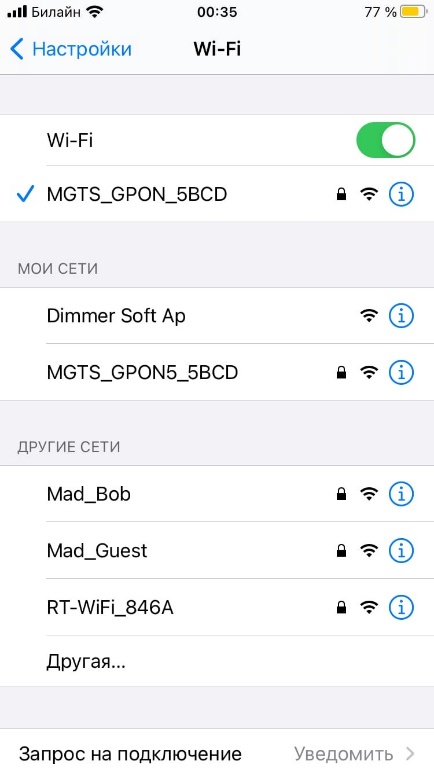 Билайн 00:35 77 %
Настройки Wi-Fi
Wi-Fi
MGTS_GPON_5BCD
МОИ СЕТИ
Dimmer Soft Ap
MGTS_GPON5_5BCD
ДРУГИЕ СЕТИ
Mad_Bob
Mad_Guest
RT-WiFi_846A
Другая...
Запрос на подключение Уведомить